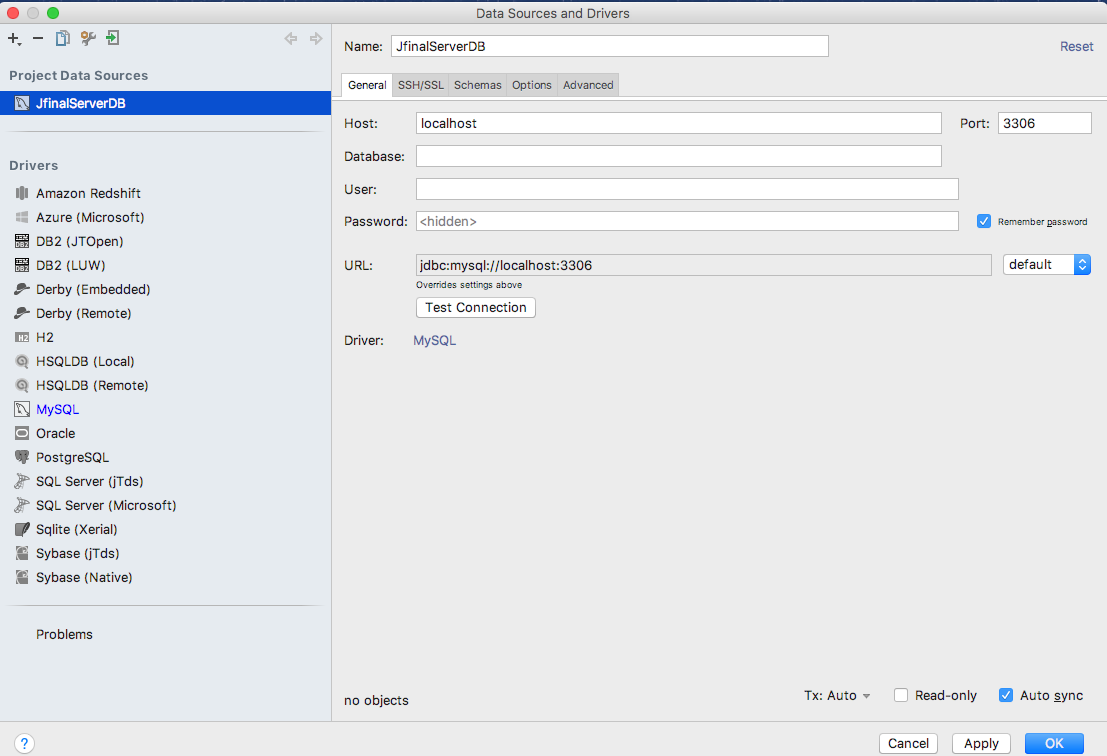 Data Sources and Drivers
Project Data Sources
JfinalServerDB
Drivers
Amazon Redshift
Azure (Microsoft)
DB2 (JTOpen)
DB2 (LUW)
Derby (Embedded)
Derby (Remote)
H2
HSQLDB (Local)
HSQLDB (Remote)
MySQL
Oracle
PostgreSQL
SQL Server (jTds)
SQL Server (Microsoft)
Sqlite (Xerial)
Sybase (jTds)
Sybase (Native)
Problems
Name: JfinalServerDB Reset
General SSH/SSL Schemas Options Advanced
Host: localhost Port: 3306
Database:
User:
Password: <hidden> Remember password
URL: jdbc:mysql://localhost:3306 default
Overrides settings above
Test Connection
Driver: MySQL
no objects Tx: Auto Read-only Auto sync
? Cancel Apply OK